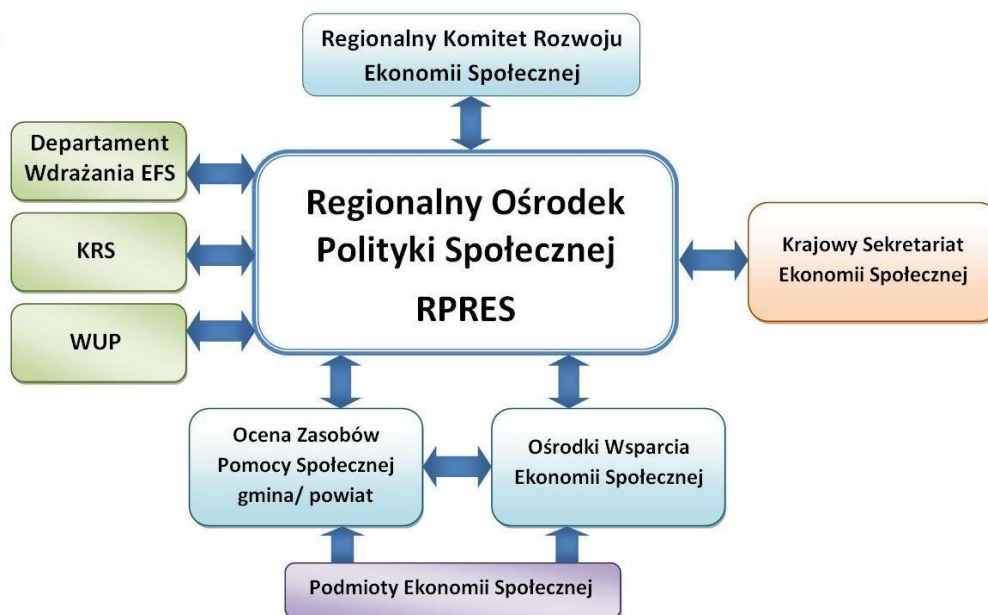 Regionalny Komitet Rozwoju
Ekonomii Społecznej
Departament
Wdrażania EFS
KRS
WUP
Regionalny Ośrodek
Polityki Społecznej
RPRES
Krajowy Sekretariat
Ekonomii Społecznej
Ocena Zasobów
Pomocy Społecznej
gmina/ powiat
Ośrodki Wsparcia
Ekonomii Społecznej
Podmioty Ekonomii Społecznej